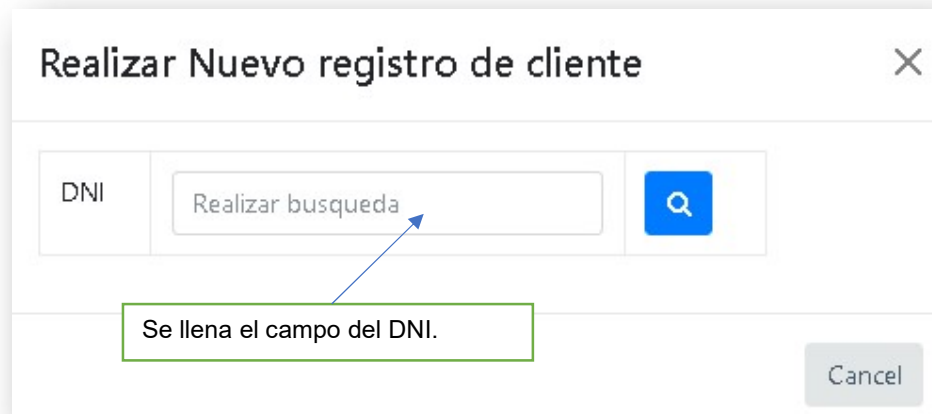 Realizar Nuevo registro de cliente
DNI
Realizar busqueda
Se llena el campo del DNI.
Cancel